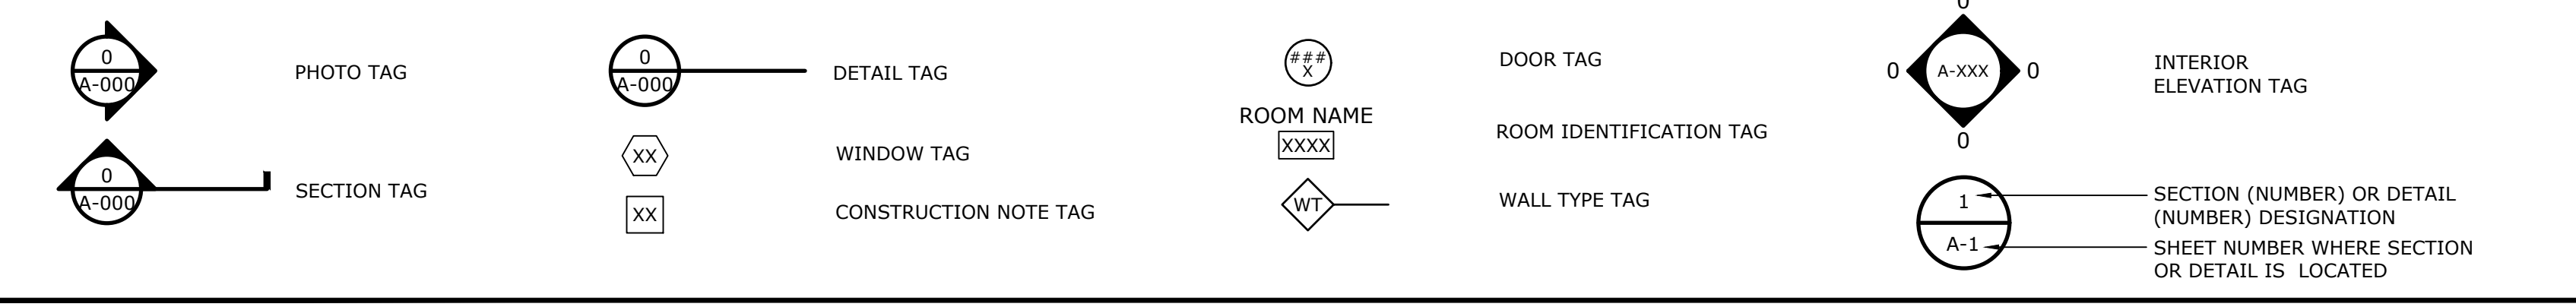 0
A-000
PHOTO TAG
0
A-000
SECTION TAG
0
A-000
DETAIL TAG
XX
WINDOW TAG
XX
CONSTRUCTION NOTE TAG
###
X
DOOR TAG
ROOM NAME
XXXX
ROOM IDENTIFICATION TAG
WT
WALL TYPE TAG
0
0
A-XXX
0
0
INTERIOR
ELEVATION TAG
1
A-1
SECTION (NUMBER) OR DETAIL
(NUMBER) DESIGNATION
SHEET NUMBER WHERE SECTION
OR DETAIL IS LOCATED